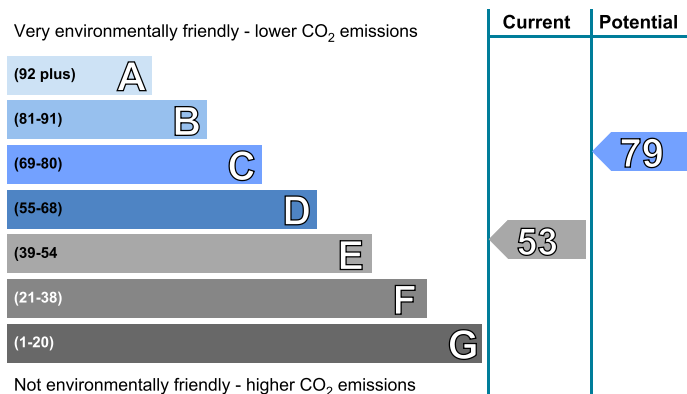 Current Potential
Very environmentally friendly - lower CO2 emissions
(92 plus) A
(81-91) B
(69-80) C
79
(55-68) D
(39-54 E
53
(21-38) F
(1-20) G
Not environmentally friendly - higher CO2 emissions